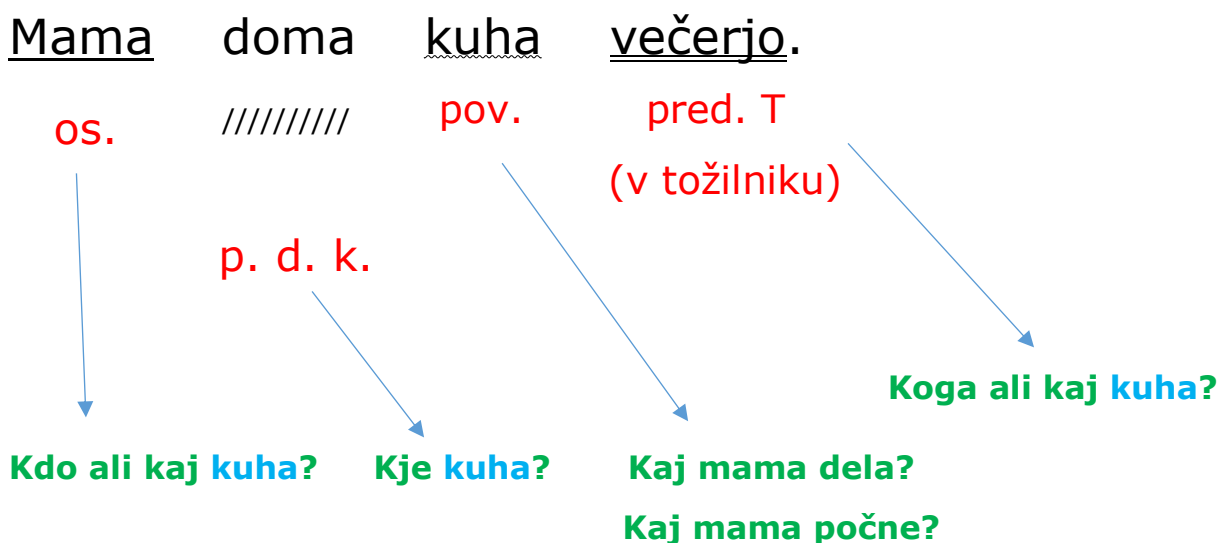 Mama doma kuha večerjo.
os. ////////// pov. pred. T
(v tožilniku)
p. d. k.
Koga ali kaj kuha?
Kdo ali kaj kuha? Kje kuha? Kaj mama dela?
Kaj mama počne?